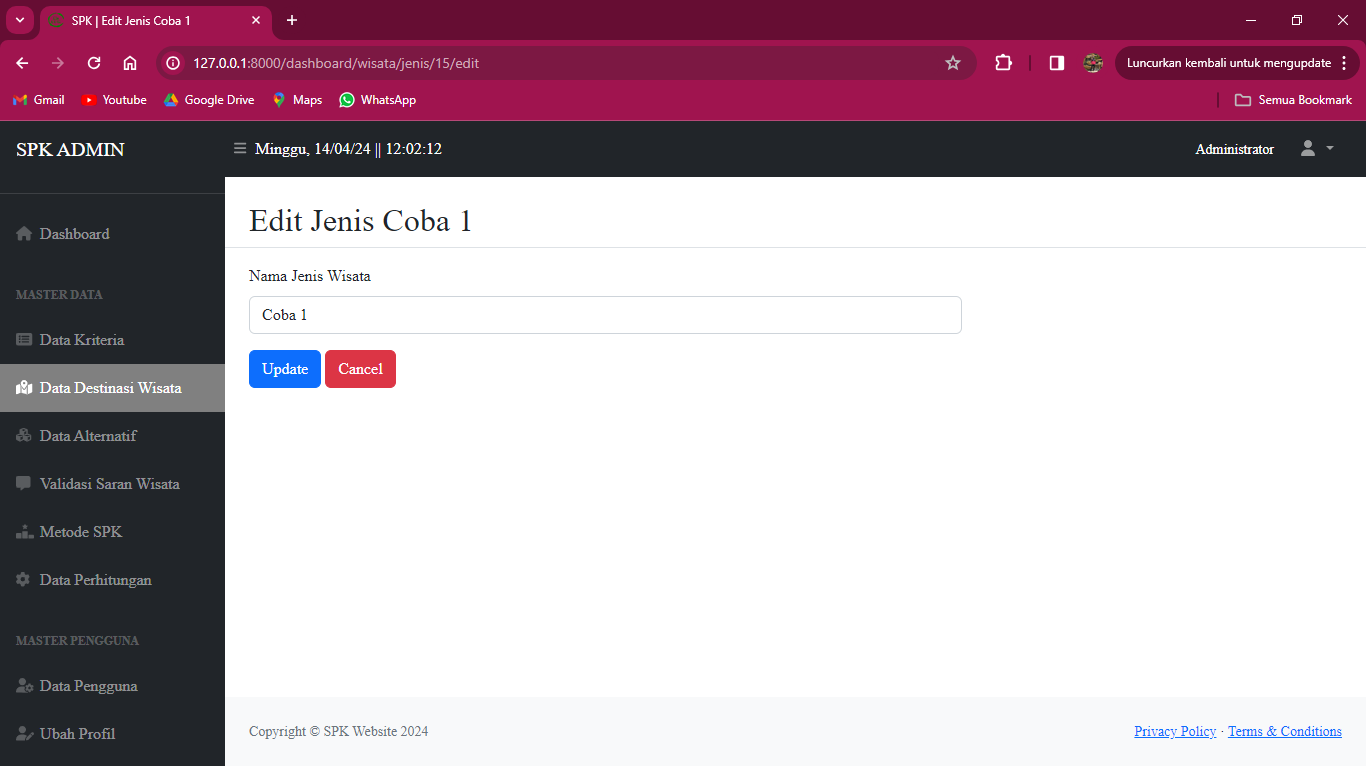 SPK | Edit Jenis Coba 1
127.0.0.1:8000/dashboard/wisata/jenis/15/edit
Luncurkan kembali untuk mengupdate
Gmail Youtube Google Drive Maps WhatsApp Semua Bookmark
SPK ADMIN
Minggu, 14/04/24 || 12:02:12
Administrator
Dashboard
MASTER DATA
Data Kriteria
Data Destinasi Wisata
Data Alternatif
Validasi Saran Wisata
Metode SPK
Data Perhitungan
MASTER PENGGUNA
Data Pengguna
Ubah Profil
Edit Jenis Coba 1
Nama Jenis Wisata
Coba 1
Update Cancel
Copyright © SPK Website 2024
Privacy Policy · Terms & Conditions